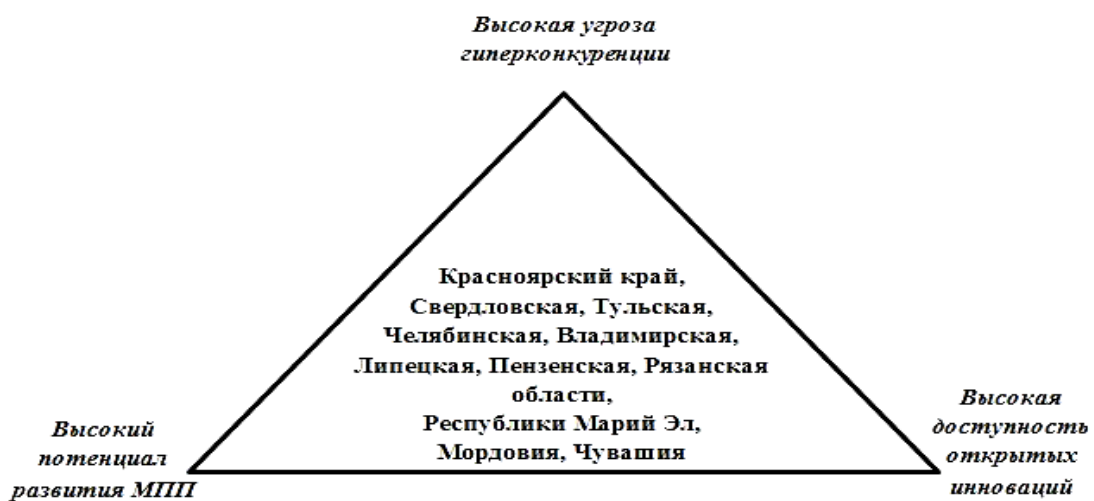 Высокая угроза
гиперконкуренции
Красноярский край,
Свердловская, Тульская,
Челябинская, Владимирская,
Липецкая, Пензенская, Рязанская
области,
Республики Марий Эл,
Мордовия, Чувашия
Высокий
потенциал
развития МПП
Высокая
доступность
открытых
инноваций